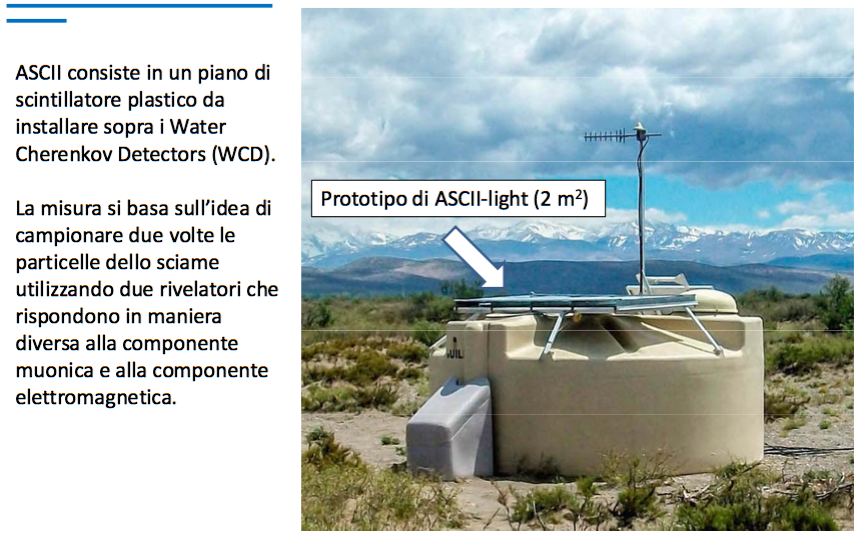 ASCII consiste in un piano di
scintillatore plastico da
installare sopra i Water
Cherenkov Detectors (WCD).
La misura si basa sull'idea di
campionare due volte le
particelle dello sciame
utilizzando due rivelatori che
rispondono in maniera
diversa alla componente
muonica e alla componente
elettromagnetica.
Prototipo di ASCII-light (2 m²)